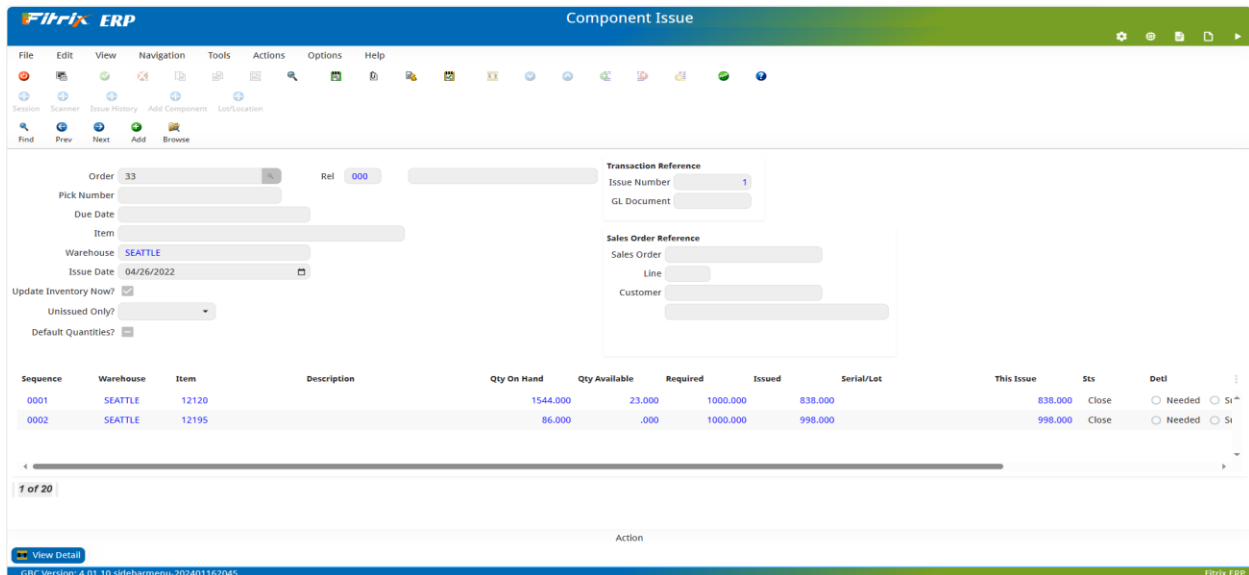 Fitrix ERP Component Issue
File Edit View Navigation Tools Actions Options Help
Session Scanner Issue History Add Component Lot/Location
Find Prev Next Add Browse
Order 33 Rel 000
Pick Number
Due Date
Item
Warehouse SEATTLE
Issue Date 04/26/2022
Update Inventory Now?
Unissued Only?
Default Quantities?
Transaction Reference
Issue Number 1
GL Document
Sales Order Reference
Sales Order
Line
Customer
Sequence Warehouse Item Description Qty On Hand Qty Available Required Issued Serial/Lot This Issue Sts Detl
0001 SEATTLE 12120 1544.000 23.000 1000.000 838.000 838.000 Close Needed
0002 SEATTLE 12195 86.000 .000 1000.000 998.000 998.000 Close Needed
1 of 20
Action
View Detail
GBC Version: 4.01.10 sidebarmenu-202401162045 Fitrix ERP